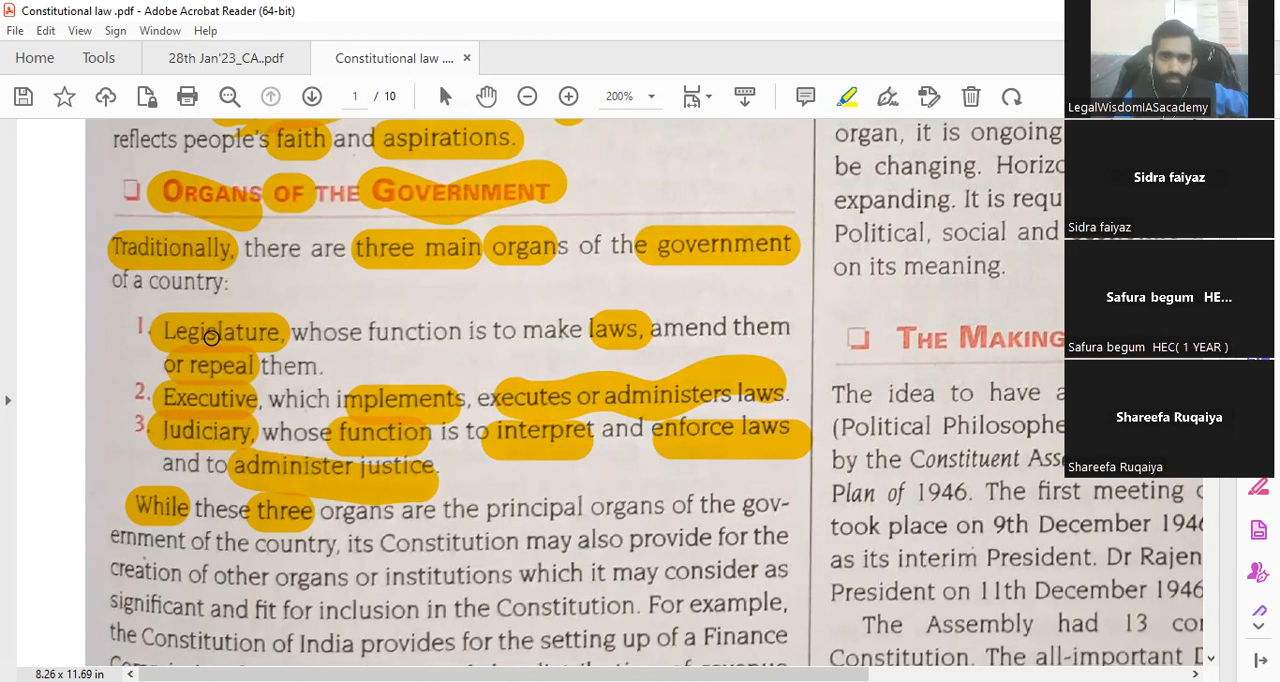 Constitutional law .pdf - Adobe Acrobat Reader (64-bit)
File Edit View Sign Window Help
Home Tools 28th Jan'23_CA..pdf Constitutional law .... ×
1 / 10 200%
reflects people's faith and aspirations.
ORGANS OF THE GOVERNMENT
Traditionally, there are three main organs of the government
of a country:
1. Legislature, whose function is to make laws, amend them
or repeal them.
2. Executive, which implements, executes or administers laws.
3. Judiciary, whose function is to interpret and enforce laws
and to administer justice.
While these three organs are the principal organs of the gov-
ernment of the country, its Constitution may also provide for the
creation of other organs or institutions which it may consider as
significant and fit for inclusion in the Constitution. For example,
the Constitution of India provides for the setting up of a Finance
organ, it is ongoing
be changing. Horizo
expanding. It is requ
Political, social and
on its meaning.
THE MAKING
The idea to have a
(Political Philosophe
by the Constituent Ass
Plan of 1946. The first meeting
took place on 9th December 194
as its interim President. Dr Rajen
President on 11th December 1946
The Assembly had 13 co
Constitution. The all-important
LegalWisdomIASacademy
Sidra faiyaz
Sidra faiyaz
Safura begum HE...
Safura begum HEC( 1 YEAR )
Shareefa Ruqaiya
Shareefa Ruqaiya
8.26 x 11.69 in